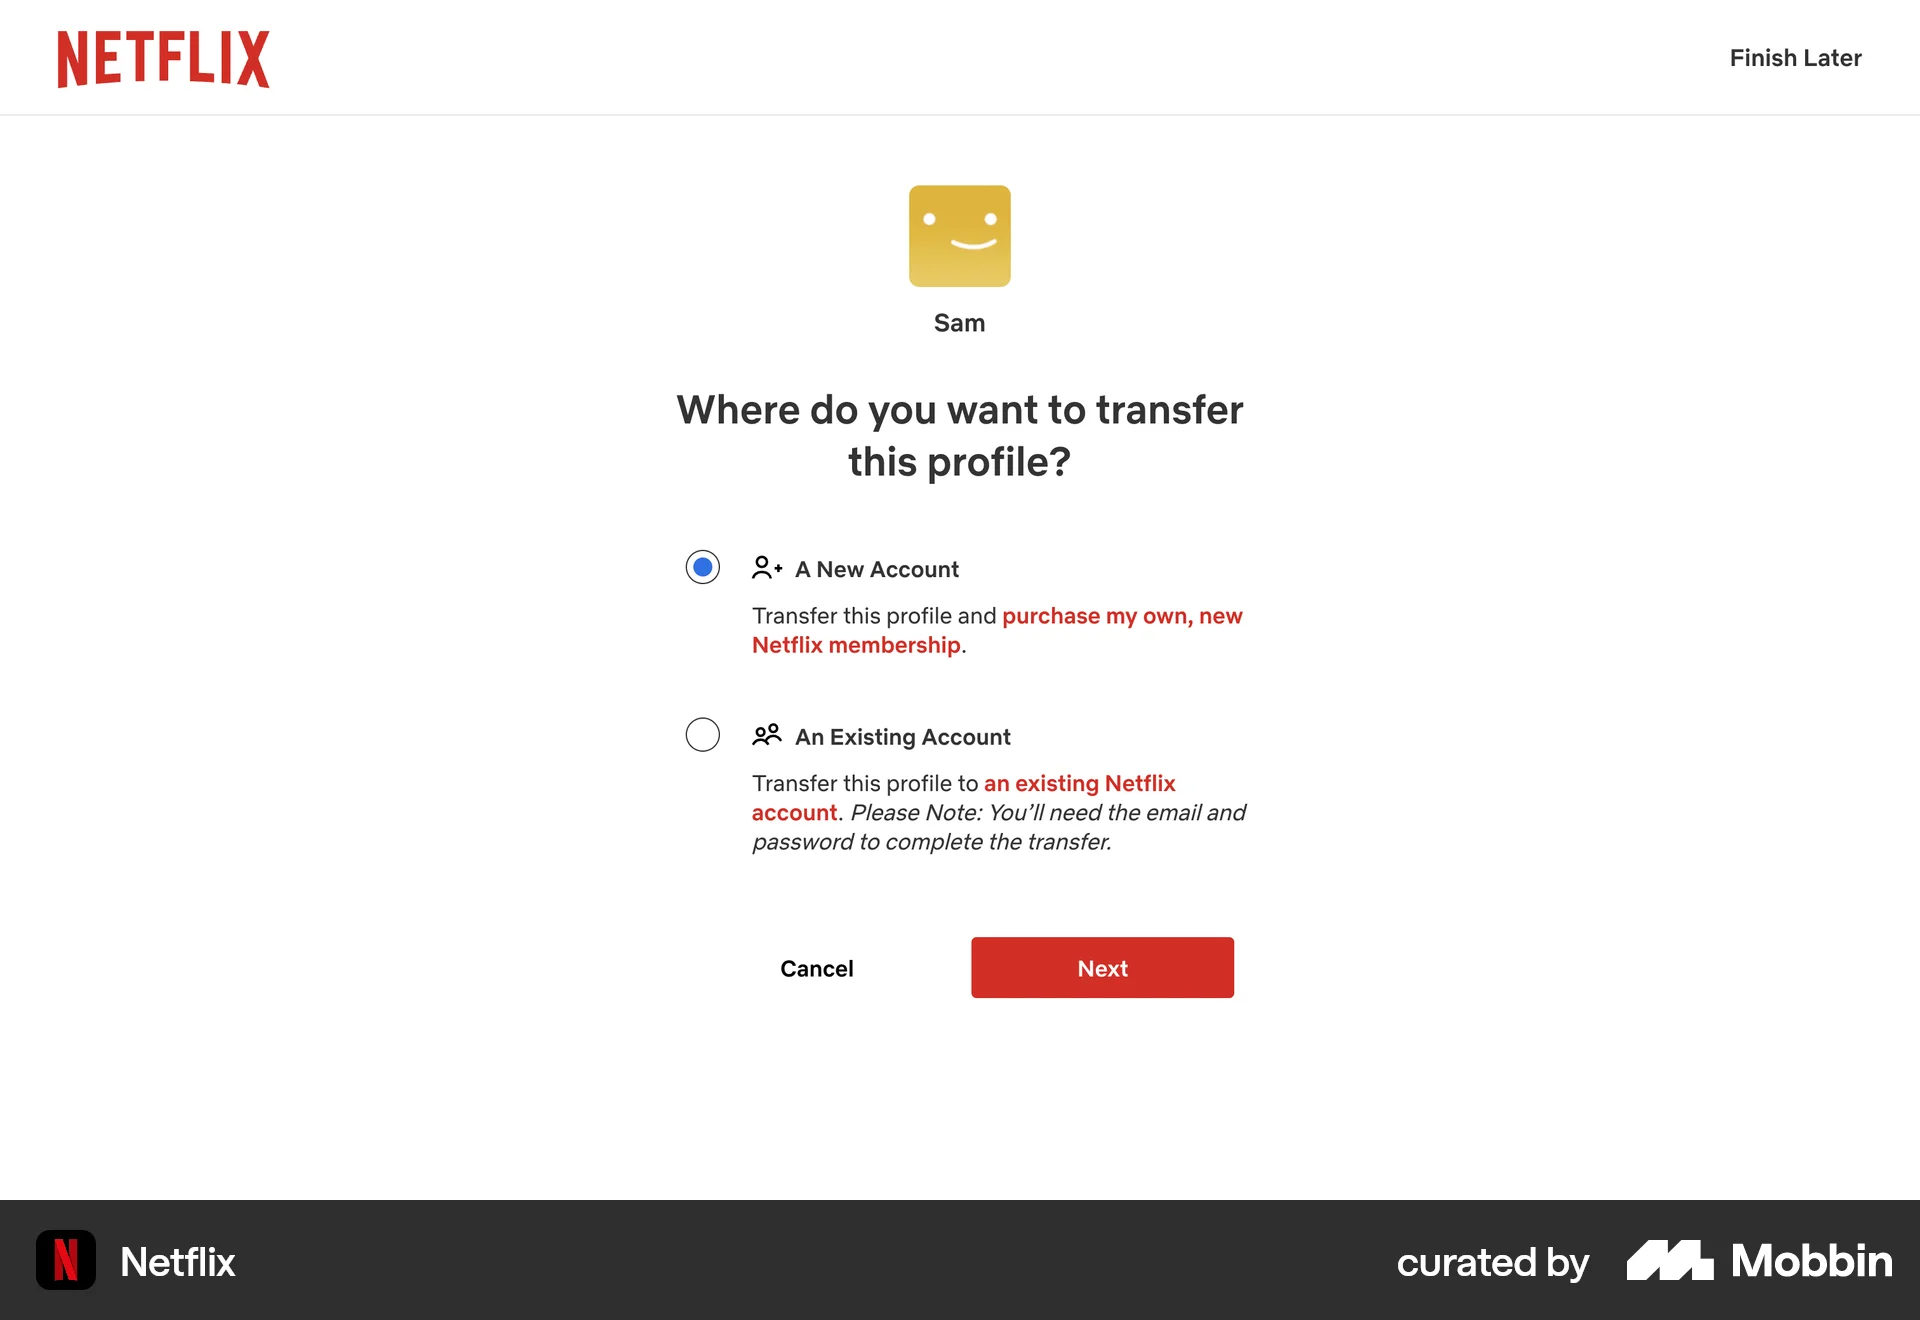 NETFLIX
Finish Later
Sam
Where do you want to transfer
this profile?
A New Account
Transfer this profile and purchase my own, new
Netflix membership.
An Existing Account
Transfer this profile to an existing Netflix
account. Please Note: You’ll need the email and
password to complete the transfer.
Cancel
Next
N
Netflix
curated by
Mobbin